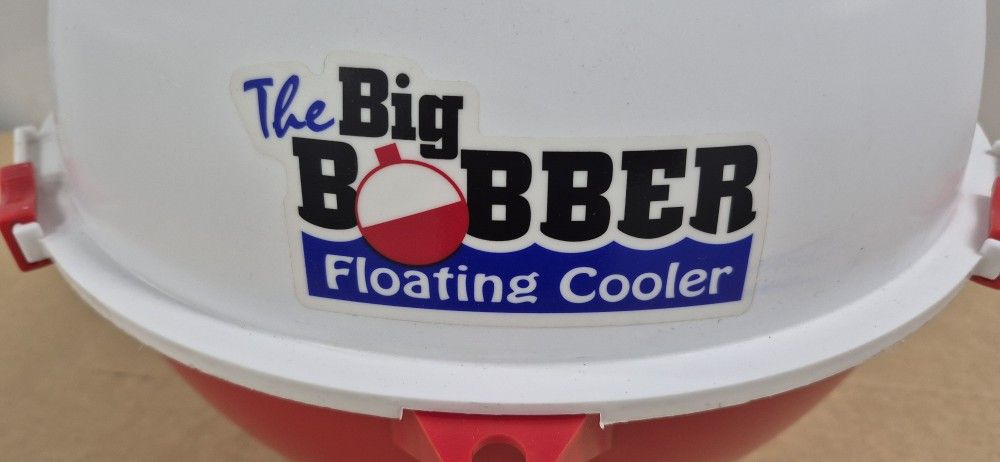 The Big
BOBBER
Floating Cooler